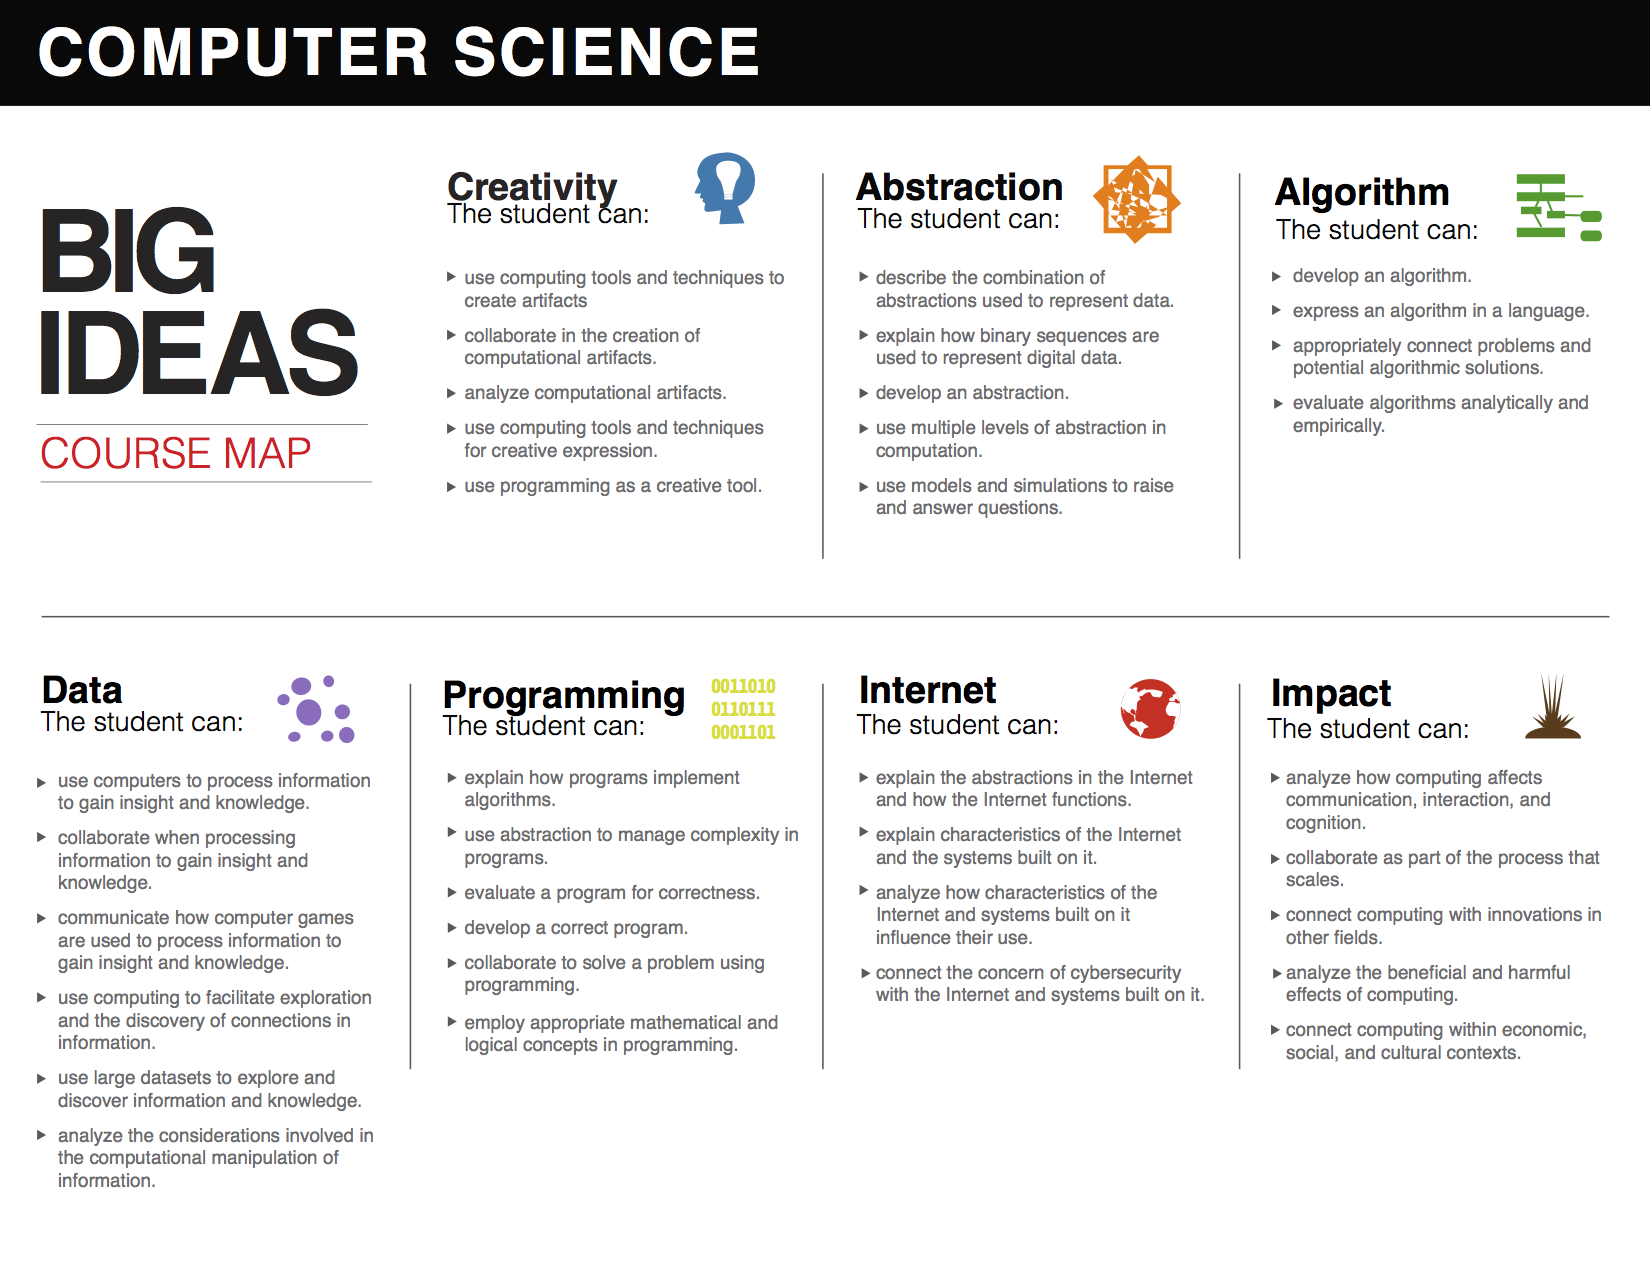 COMPUTER SCIENCE
BIG
IDEAS
COURSE MAP
Creativity
The student can:
use computing tools and techniques to
create artifacts
collaborate in the creation of
computational artifacts.
analyze computational artifacts.
use computing tools and techniques
for creative expression.
use programming as a creative tool.
Abstraction
The student can:
describe the combination of
abstractions used to represent data.
explain how binary sequences are
used to represent digital data.
develop an abstraction.
use multiple levels of abstraction in
computation.
use models and simulations to raise
and answer questions.
Algorithm
The student can:
develop an algorithm.
express an algorithm in a language.
appropriately connect problems and
potential algorithmic solutions.
evaluate algorithms analytically and
empirically.
Data
The student can:
use computers to process information
to gain insight and knowledge.
collaborate when processing
information to gain insight and
knowledge.
communicate how computer games
are used to process information to
gain insight and knowledge.
use computing to facilitate exploration
and the discovery of connections in
information.
use large datasets to explore and
discover information and knowledge.
analyze the considerations involved in
the computational manipulation of
information.
Programming
The student can:
0011010
0110111
0001101
explain how programs implement
algorithms.
use abstraction to manage complexity in
programs.
evaluate a program for correctness.
develop a correct program.
collaborate to solve a problem using
programming.
employ appropriate mathematical and
logical concepts in programming.
Internet
The student can:
explain the abstractions in the Internet
and how the Internet functions.
explain characteristics of the Internet
and the systems built on it.
analyze how characteristics of the
Internet and systems built on it
influence their use.
connect the concern of cybersecurity
with the Internet and systems built on it.
Impact
The student can:
analyze how computing affects
communication, interaction, and
cognition.
collaborate as part of the process that
scales.
connect computing with innovations in
other fields.
analyze the beneficial and harmful
effects of computing.
connect computing within economic,
social, and cultural contexts.